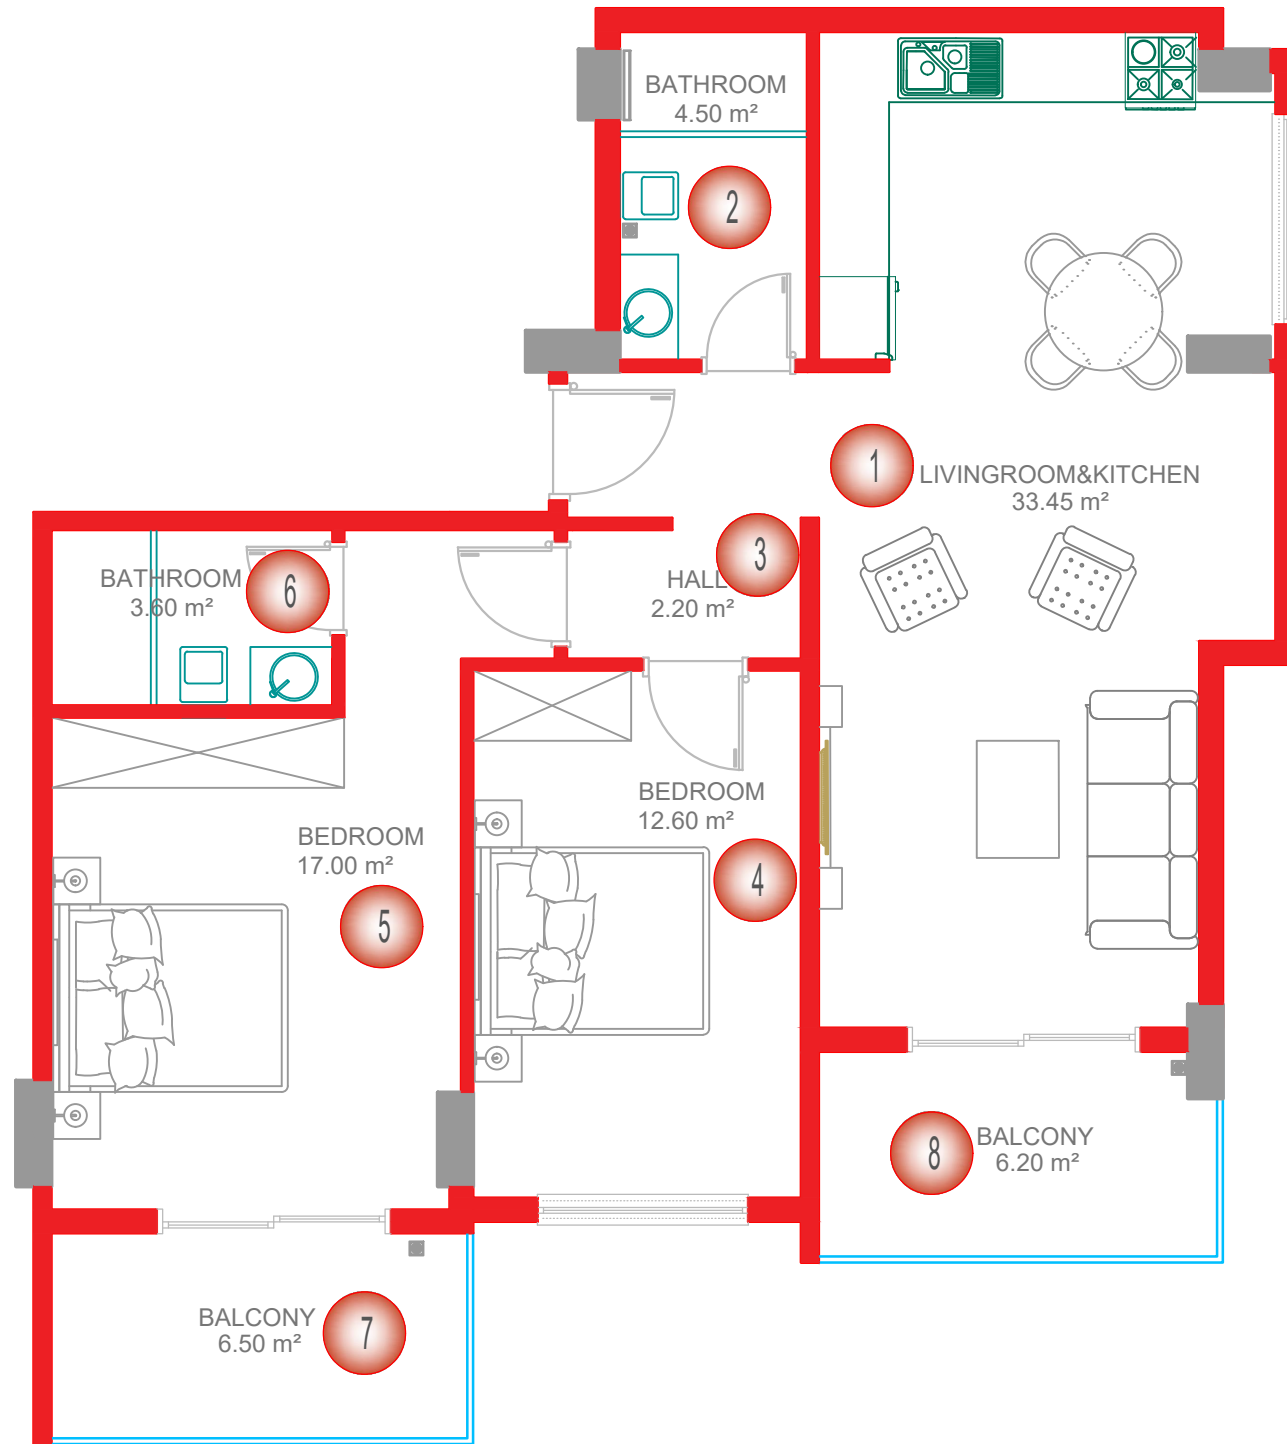 BATHROOM
4.50 m²
2
1
LIVINGROOM&KITCHEN
33.45 m²
3
HALL
2.20 m²
BATHROOM
3.60 m²
6
BEDROOM
12.60 m²
4
BEDROOM
17.00 m²
5
8
BALCONY
6.20 m²
BALCONY
6.50 m²
7